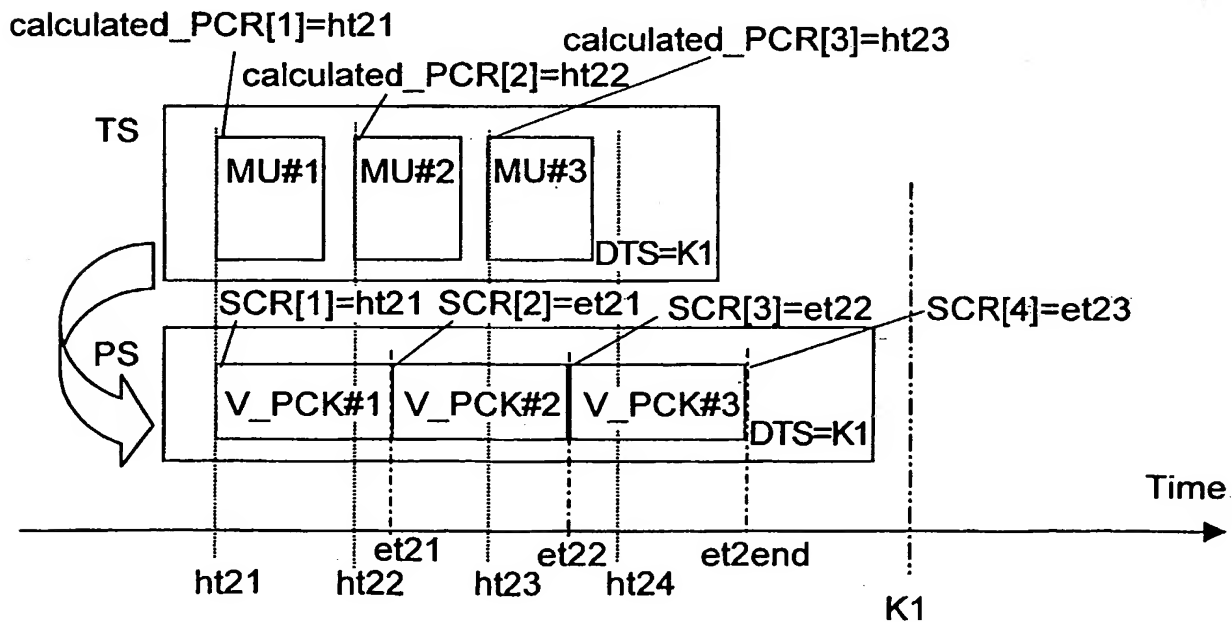 calculated_PCR[1]=ht21
calculated_PCR[3]=ht23
calculated_PCR[2]=ht22
TS
MU#1
MU#2
MU#3
DTS=K1
SCR[1]=ht21
SCR[2]=et21
SCR[3]=et22
SCR[4]=et23
PS
V_PCK#1
V_PCK#2
V_PCK#3
DTS=K1
Time
et21
et22
et2end
ht21
ht22
ht23
ht24
K1